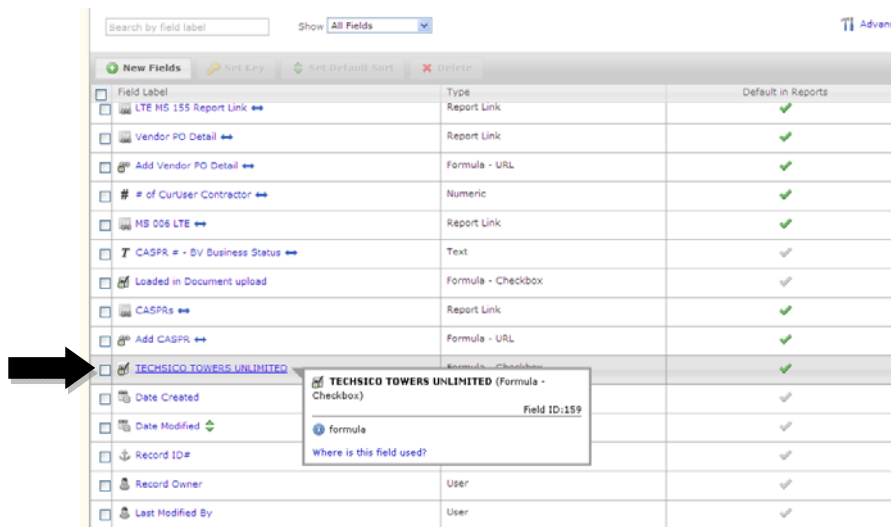 Search by field label Show All Fields Advan
New Fields Set Key Set Default Sort Delete
Field Label Type Default in Reports
LTE MS 155 Report Link Report Link
Vendor PO Detail Report Link
Add Vendor PO Detail Formula - URL
# # of CurUser Contractor Numeric
MS 006 LTE Report Link
T CASPR # - BV Business Status Text
Loaded in Document upload Formula - Checkbox
CASPRs Report Link
Add CASPR Formula - URL
TECHSICO TOWERS UNLIMITED Formula - Checkbox
TECHSICO TOWERS UNLIMITED (Formula -
Checkbox)
Field ID:159
formula
Where is this field used?
Date Created
Date Modified
Record ID#
Record Owner User
Last Modified By User